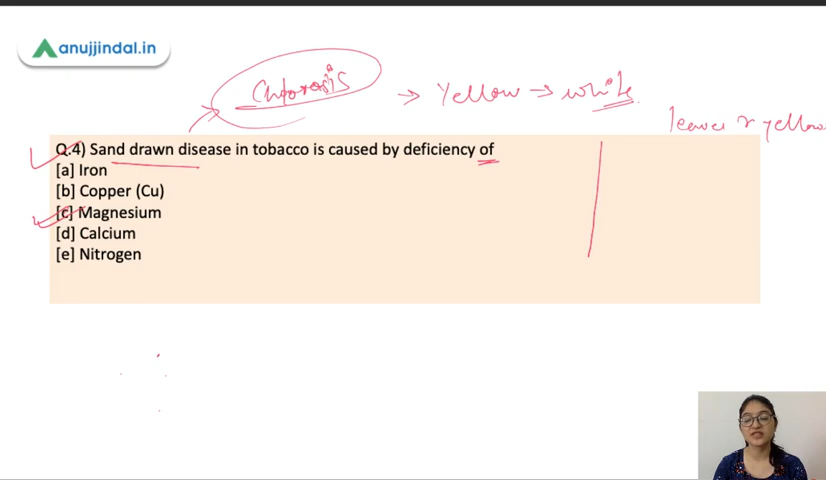 anujjindal.in
Chlorosis → Yellow → white.
leaves yellow
Q.4) Sand drawn disease in tobacco is caused by deficiency of
[a] Iron
[b] Copper (Cu)
[c] Magnesium
[d] Calcium
[e] Nitrogen